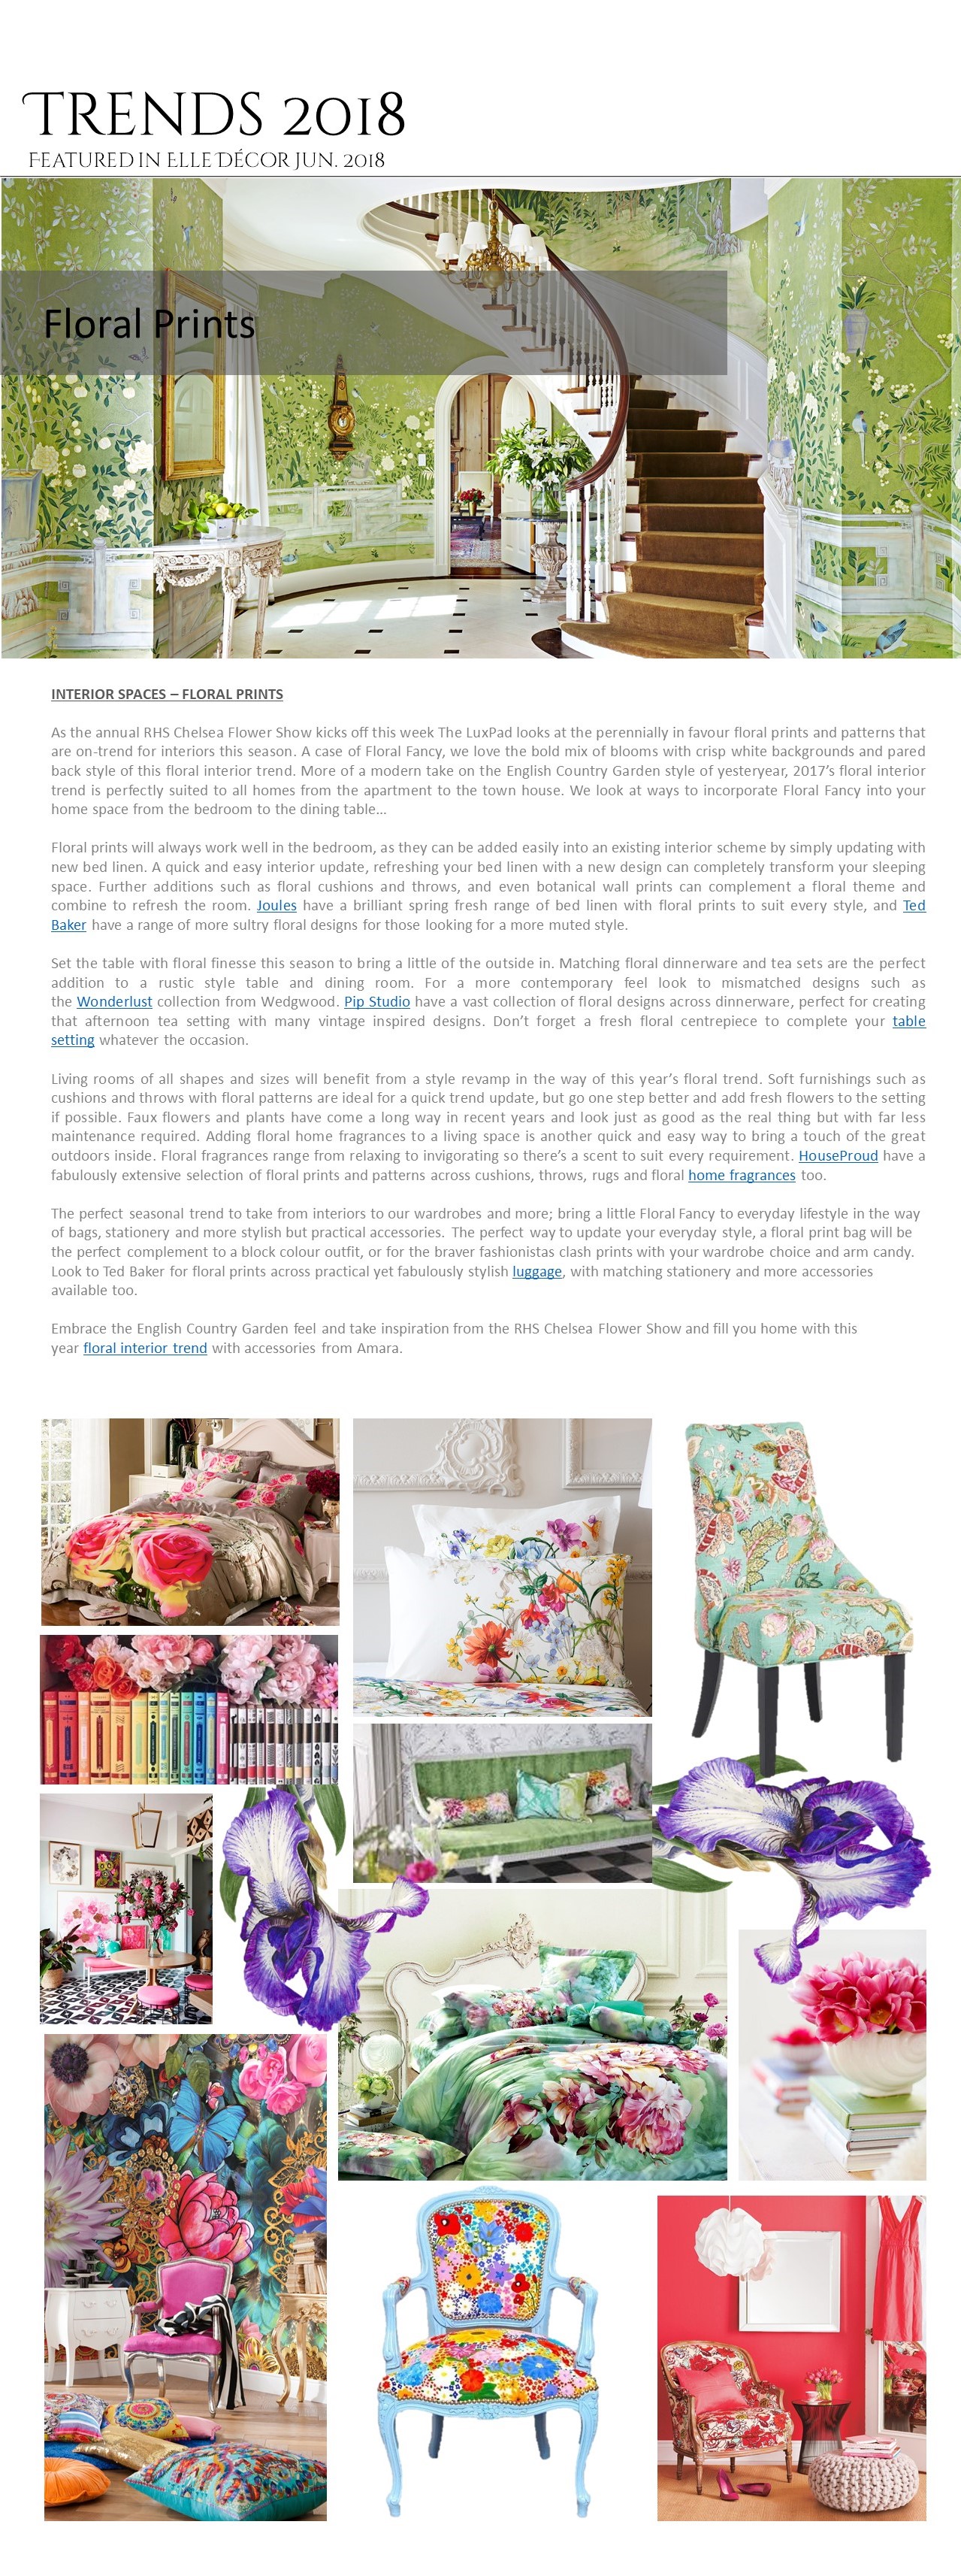 TRENDS 2018
FEATURED IN ELLE DÉCOR JUN. 2018
Floral Prints
INTERIOR SPACES – FLORAL PRINTS
As the annual RHS Chelsea Flower Show kicks off this week The LuxPad looks at the perennially in favour floral prints and patterns that
are on-trend for interiors this season. A case of Floral Fancy, we love the bold mix of blooms with crisp white backgrounds and pared
back style of this floral interior trend. More of a modern take on the English Country Garden style of yesteryear, 2017’s floral interior
trend is perfectly suited to all homes from the apartment to the town house. We look at ways to incorporate Floral Fancy into your
home space from the bedroom to the dining table…
Floral prints will always work well in the bedroom, as they can be added easily into an existing interior scheme by simply updating with
new bed linen. A quick and easy interior update, refreshing your bed linen with a new design can completely transform your sleeping
space. Further additions such as floral cushions and throws, and even botanical wall prints can complement a floral theme and
combine to refresh the room. Joules have a brilliant spring fresh range of bed linen with floral prints to suit every style, and Ted
Baker have a range of more sultry floral designs for those looking for a more muted style.
Set the table with floral finesse this season to bring a little of the outside in. Matching floral dinnerware and tea sets are the perfect
addition to a rustic style table and dining room. For a more contemporary feel look to mismatched designs such as
the Wonderlust collection from Wedgwood. Pip Studio have a vast collection of floral designs across dinnerware, perfect for creating
that afternoon tea setting with many vintage inspired designs. Don’t forget a fresh floral centrepiece to complete your table
setting whatever the occasion.
Living rooms of all shapes and sizes will benefit from a style revamp in the way of this year’s floral trend. Soft furnishings such as
cushions and throws with floral patterns are ideal for a quick trend update, but go one step better and add fresh flowers to the setting
if possible. Faux flowers and plants have come a long way in recent years and look just as good as the real thing but with far less
maintenance required. Adding floral home fragrances to a living space is another quick and easy way to bring a touch of the great
outdoors inside. Floral fragrances range from relaxing to invigorating so there’s a scent to suit every requirement. HouseProud have a
fabulously extensive selection of floral prints and patterns across cushions, throws, rugs and floral home fragrances too.
The perfect seasonal trend to take from interiors to our wardrobes and more; bring a little Floral Fancy to everyday lifestyle in the way
of bags, stationery and more stylish but practical accessories. The perfect way to update your everyday style, a floral print bag will be
the perfect complement to a block colour outfit, or for the braver fashionistas clash prints with your wardrobe choice and arm candy.
Look to Ted Baker for floral prints across practical yet fabulously stylish luggage, with matching stationery and more accessories
available too.
Embrace the English Country Garden feel and take inspiration from the RHS Chelsea Flower Show and fill you home with this
year floral interior trend with accessories from Amara.